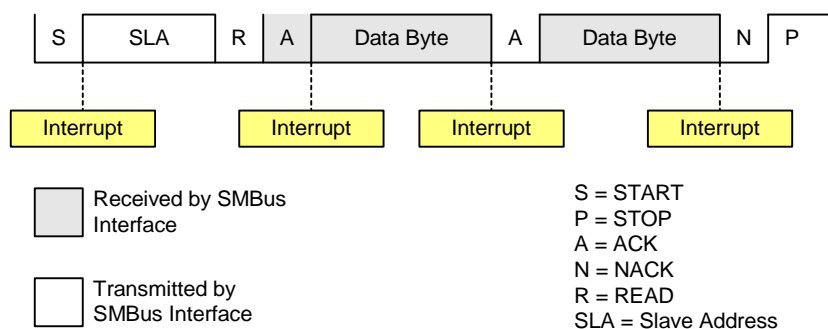 S SLA R A Data Byte A Data Byte N P
Interrupt Interrupt Interrupt Interrupt
Received by SMBus
Interface
Transmitted by
SMBus Interface
S = START
P = STOP
A = ACK
N = NACK
R = READ
SLA = Slave Address